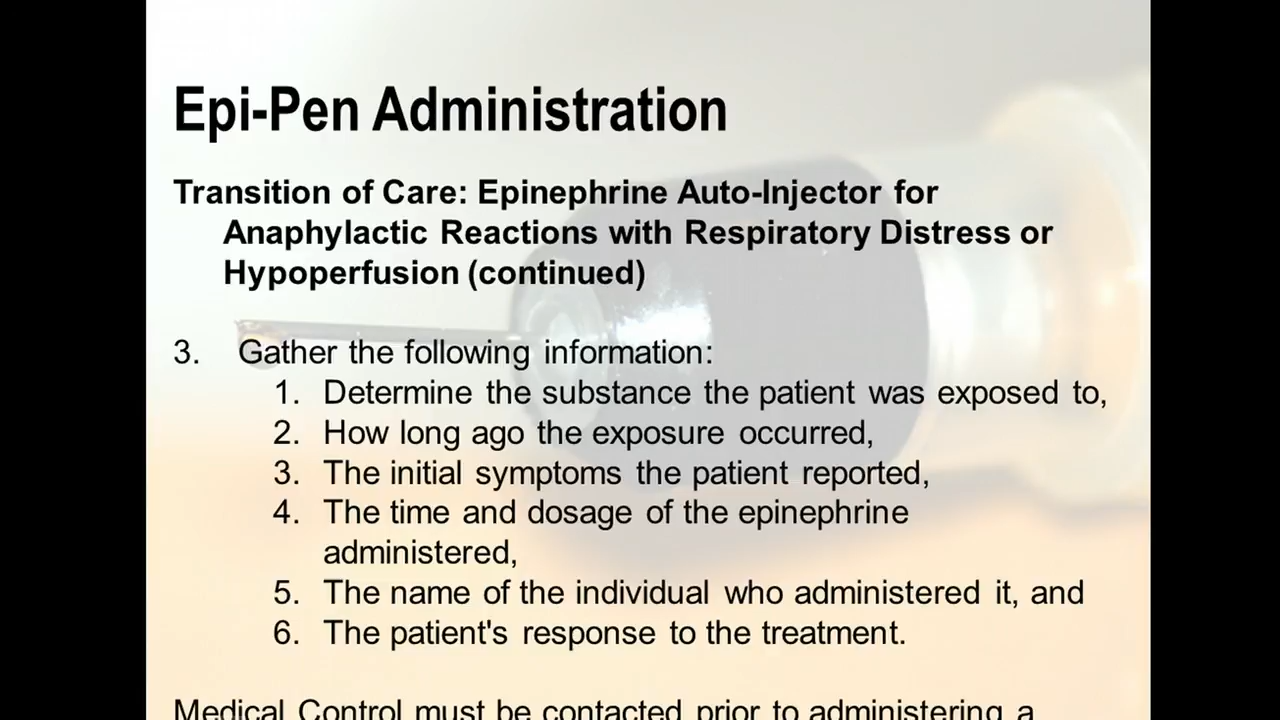 Epi-Pen Administration
Transition of Care: Epinephrine Auto-Injector for
Anaphylactic Reactions with Respiratory Distress or
Hypoperfusion (continued)
3. Gather the following information:
1. Determine the substance the patient was exposed to,
2. How long ago the exposure occurred,
3. The initial symptoms the patient reported,
4. The time and dosage of the epinephrine
administered,
5. The name of the individual who administered it, and
6. The patient's response to the treatment.
Medical Control must be contacted prior to administering a